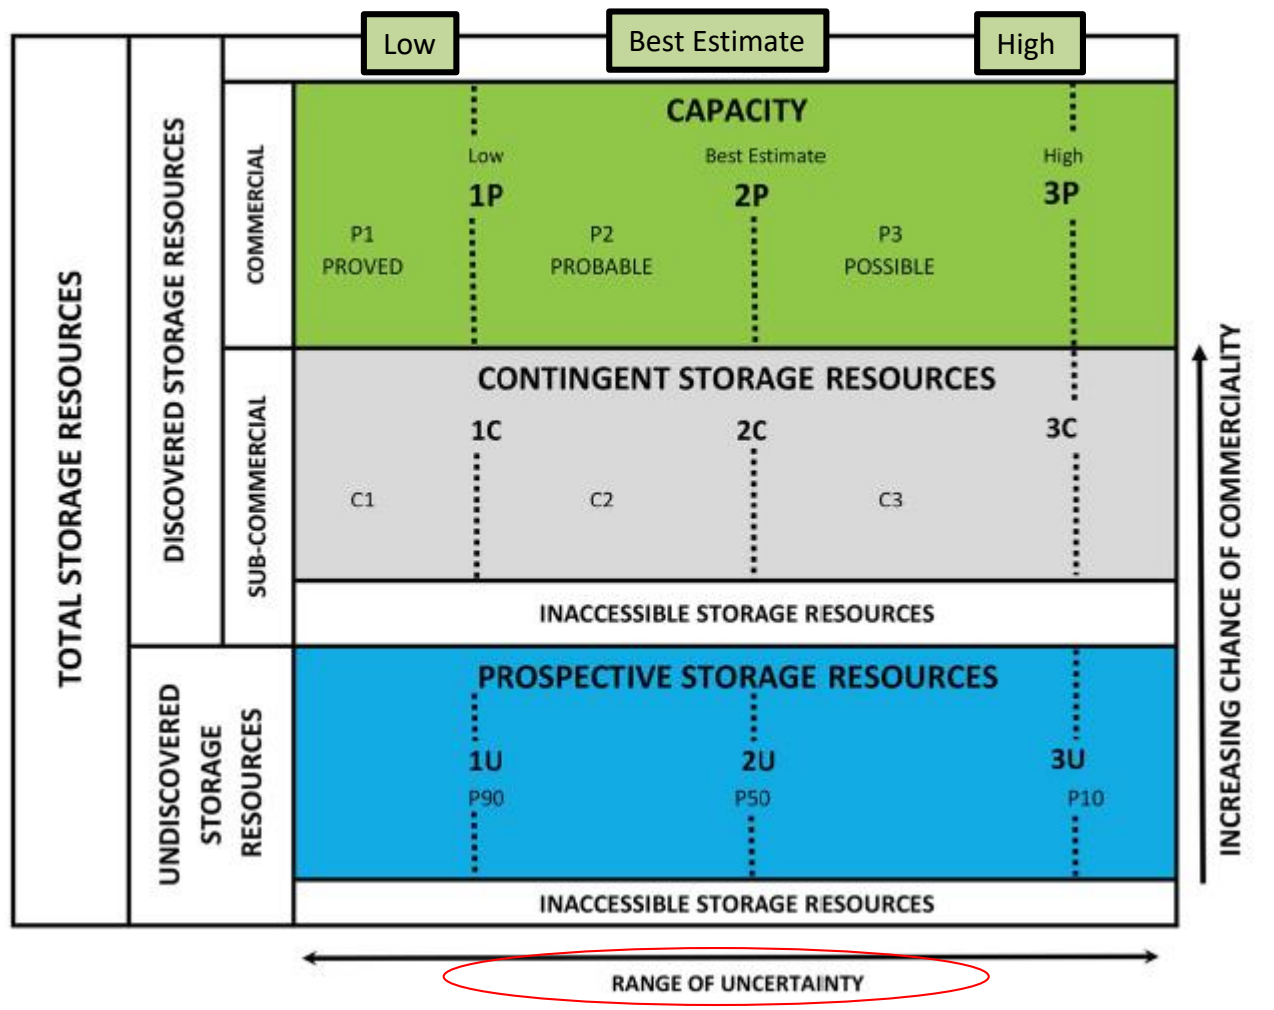 Low
Best Estimate
High
TOTAL STORAGE RESOURCES
DISCOVERED STORAGE RESOURCES
COMMERCIAL
CAPACITY
Low
Best Estimate
High
1P
2P
3P
P1
PROVED
P2
PROBABLE
P3
POSSIBLE
SUB-COMMERCIAL
CONTINGENT STORAGE RESOURCES
1C
2C
3C
C1
C2
C3
INACCESSIBLE STORAGE RESOURCES
UNDISCOVERED
STORAGE
RESOURCES
PROSPECTIVE STORAGE RESOURCES
1U
2U
3U
P90
P50
P10
INACCESSIBLE STORAGE RESOURCES
RANGE OF UNCERTAINTY
INCREASING CHANCE OF COMMERCIALITY